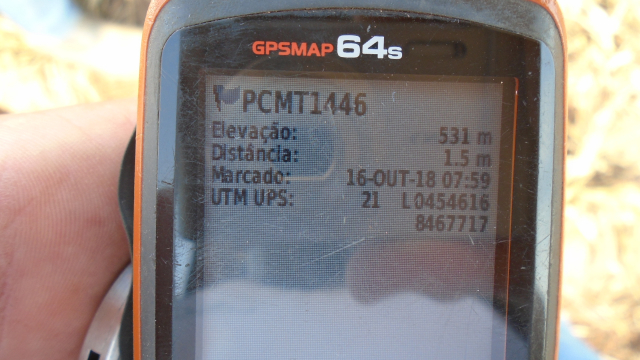 GPSMAP 64s
PCMT1446
Elevação: 531 m
Distância: 1.5 m
Marcado: 16-OUT-18 07:59
UTM UPS: 21 L0454616
8467717